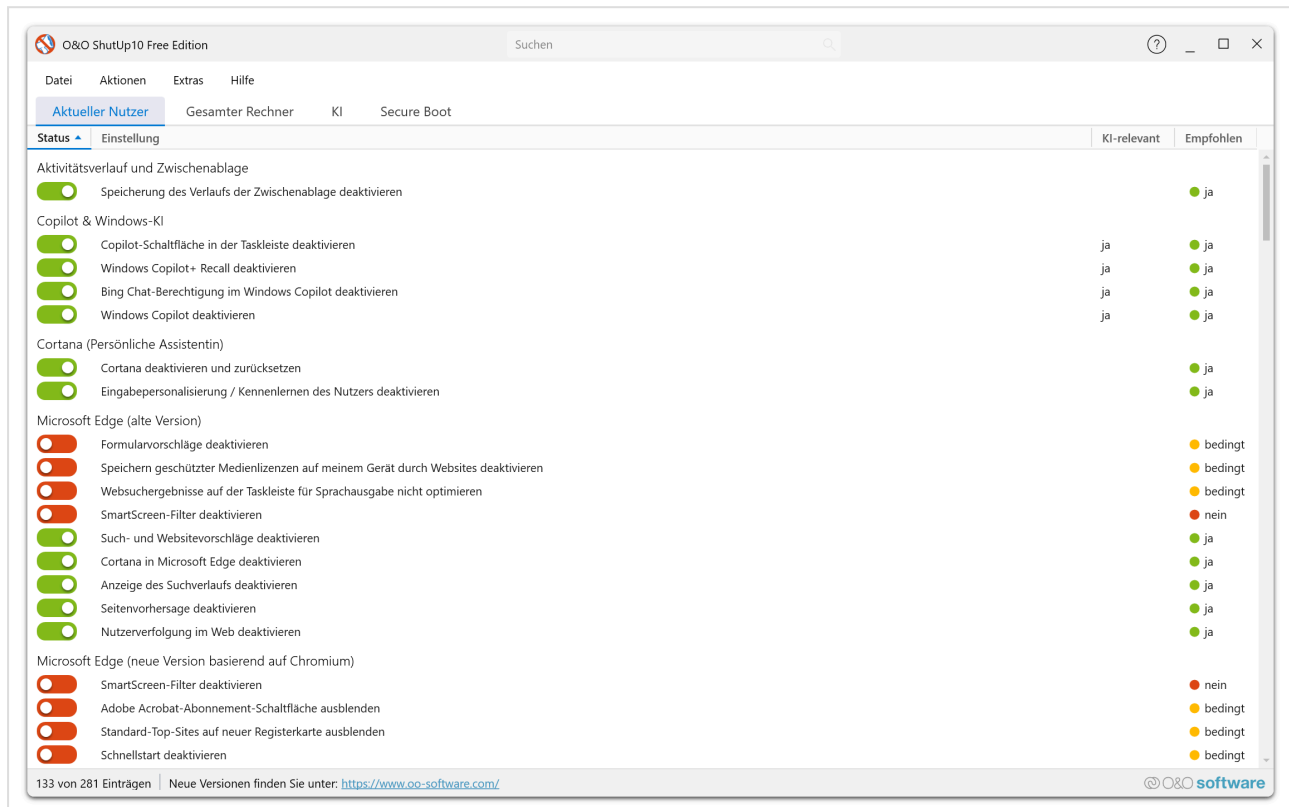 O&O ShutUp10 Free Edition Suchen ?
Datei Aktionen Extras Hilfe
Aktueller Nutzer Gesamter Rechner KI Secure Boot
Status Einstellung KI-relevant Empfohlen
Aktivitätsverlauf und Zwischenablage
Speicherung des Verlaufs der Zwischenablage deaktivieren ja
Copilot & Windows-KI
Copilot-Schaltfläche in der Taskleiste deaktivieren ja ja
Windows Copilot+ Recall deaktivieren ja ja
Bing Chat-Berechtigung im Windows Copilot deaktivieren ja ja
Windows Copilot deaktivieren ja ja
Cortana (Persönliche Assistentin)
Cortana deaktivieren und zurücksetzen ja
Eingabepersonalisierung / Kennenlernen des Nutzers deaktivieren ja
Microsoft Edge (alte Version)
Formularvorschläge deaktivieren bedingt
Speichern geschützter Medienlizenzen auf meinem Gerät durch Websites deaktivieren bedingt
Websuchergebnisse auf der Taskleiste für Sprachausgabe nicht optimieren bedingt
SmartScreen-Filter deaktivieren nein
Such- und Websitevorschläge deaktivieren ja
Cortana in Microsoft Edge deaktivieren ja
Anzeige des Suchverlaufs deaktivieren ja
Seitenvorhersage deaktivieren ja
Nutzerverfolgung im Web deaktivieren ja
Microsoft Edge (neue Version basierend auf Chromium)
SmartScreen-Filter deaktivieren nein
Adobe Acrobat-Abonnement-Schaltfläche ausblenden bedingt
Standard-Top-Sites auf neuer Registerkarte ausblenden bedingt
Schnellstart deaktivieren bedingt
133 von 281 Einträgen Neue Versionen finden Sie unter: https://www.oo-software.com/ O&O software